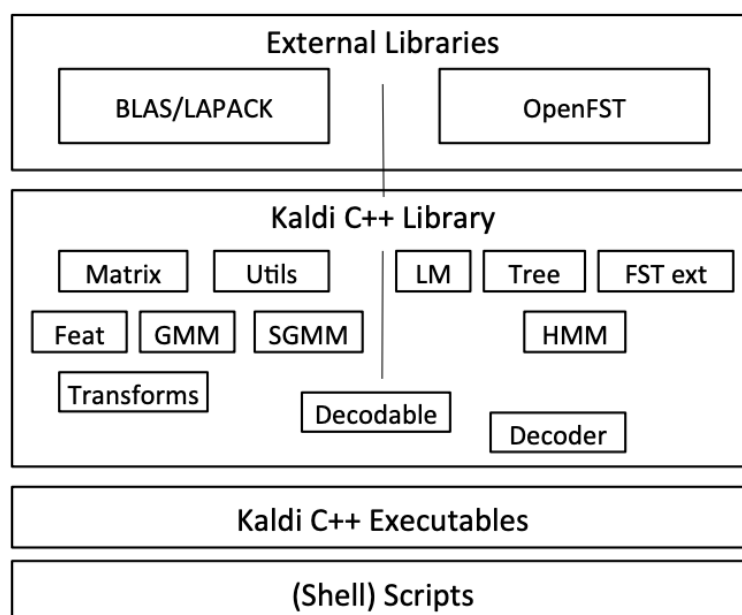 External Libraries
BLAS/LAPACK OpenFST
Kaldi C++ Library
Matrix Utils LM Tree FST ext
Feat GMM SGMM HMM
Transforms
Decodable
Decoder
Kaldi C++ Executables
(Shell) Scripts